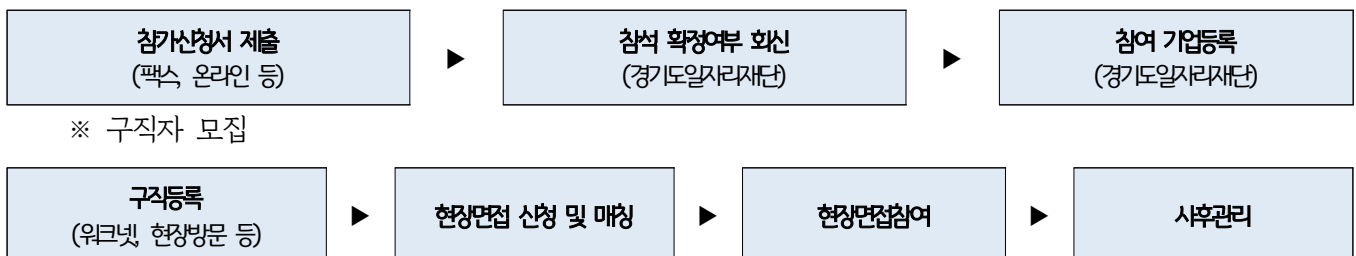 참가신청서 제출
(팩스, 온라인 등)
▶
참석 확정여부 회신
(경기도일자리재단)
▶
참여 기업등록
(경기도일자리재단)
※ 구직자 모집
구직등록
(워크넷, 현장방문 등)
▶
현장면접 신청 및 매칭
▶
현장면접참여
▶
사후관리